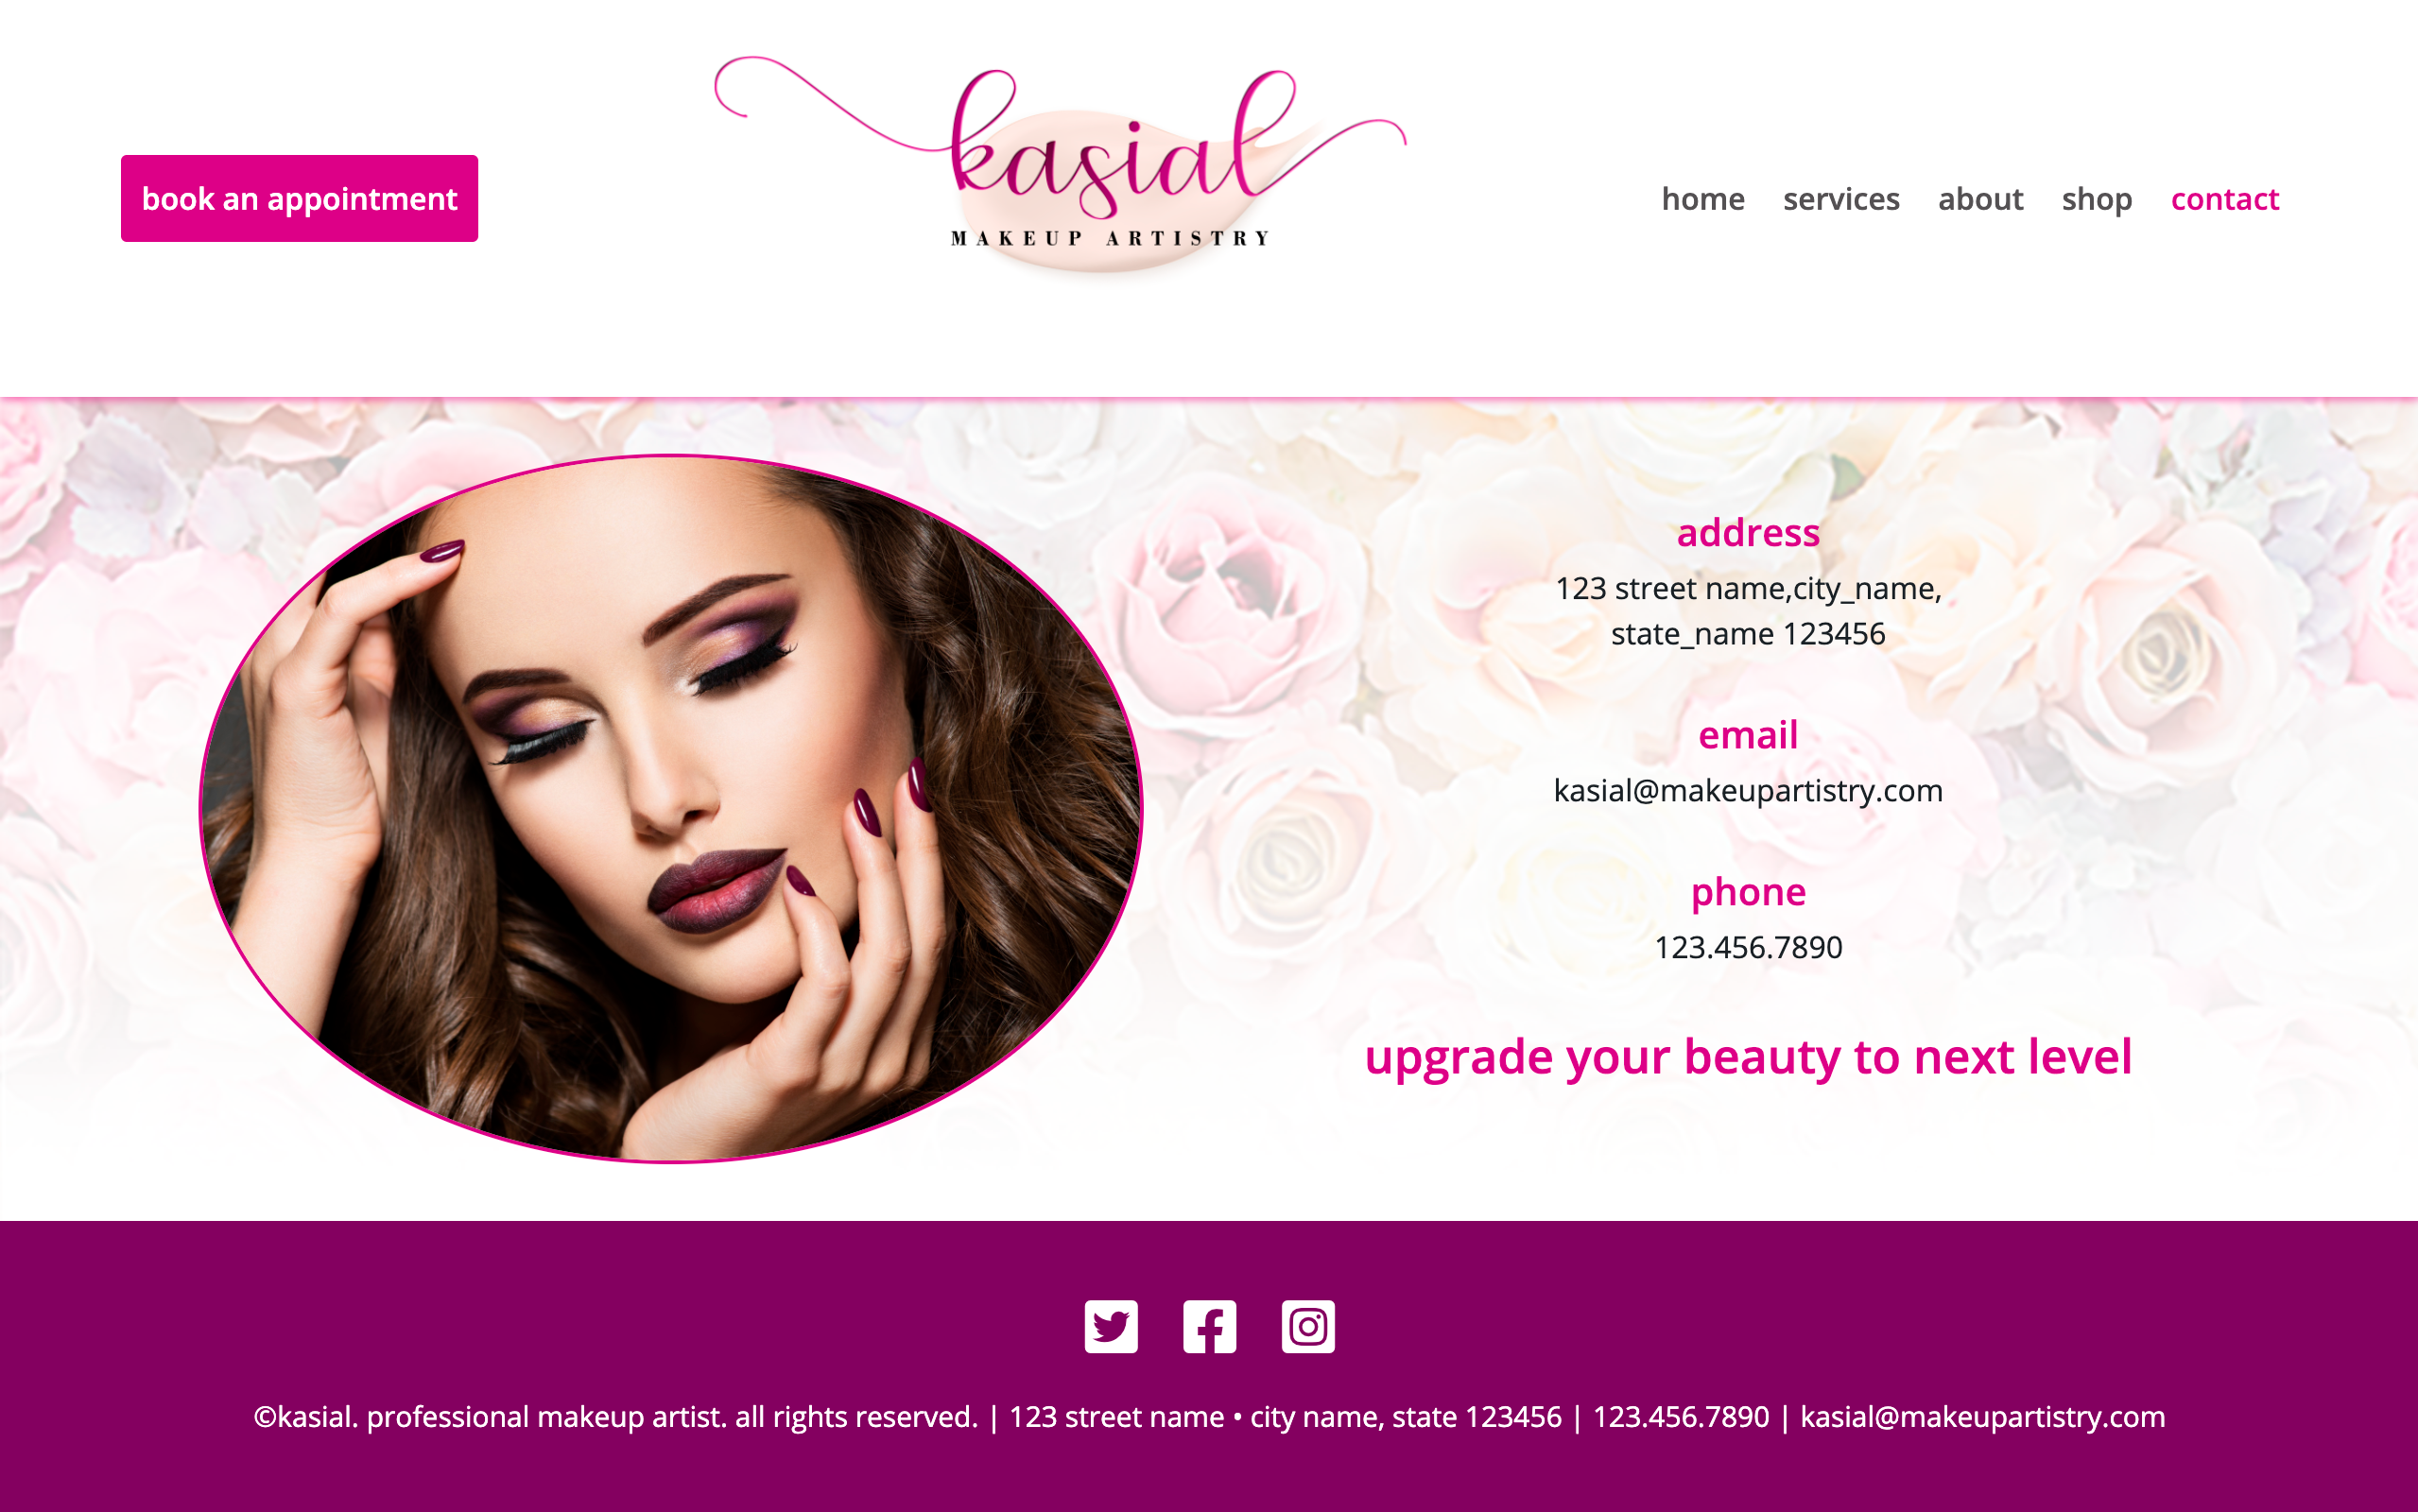 book an appointment
kasial
MAKEUP ARTISTRY
home services about shop contact
address
123 street name,city_name,
state_name 123456
email
kasial@makeupartistry.com
phone
123.456.7890
upgrade your beauty to next level
©kasial. professional makeup artist. all rights reserved. | 123 street name • city name, state 123456 | 123.456.7890 | kasial@makeupartistry.com